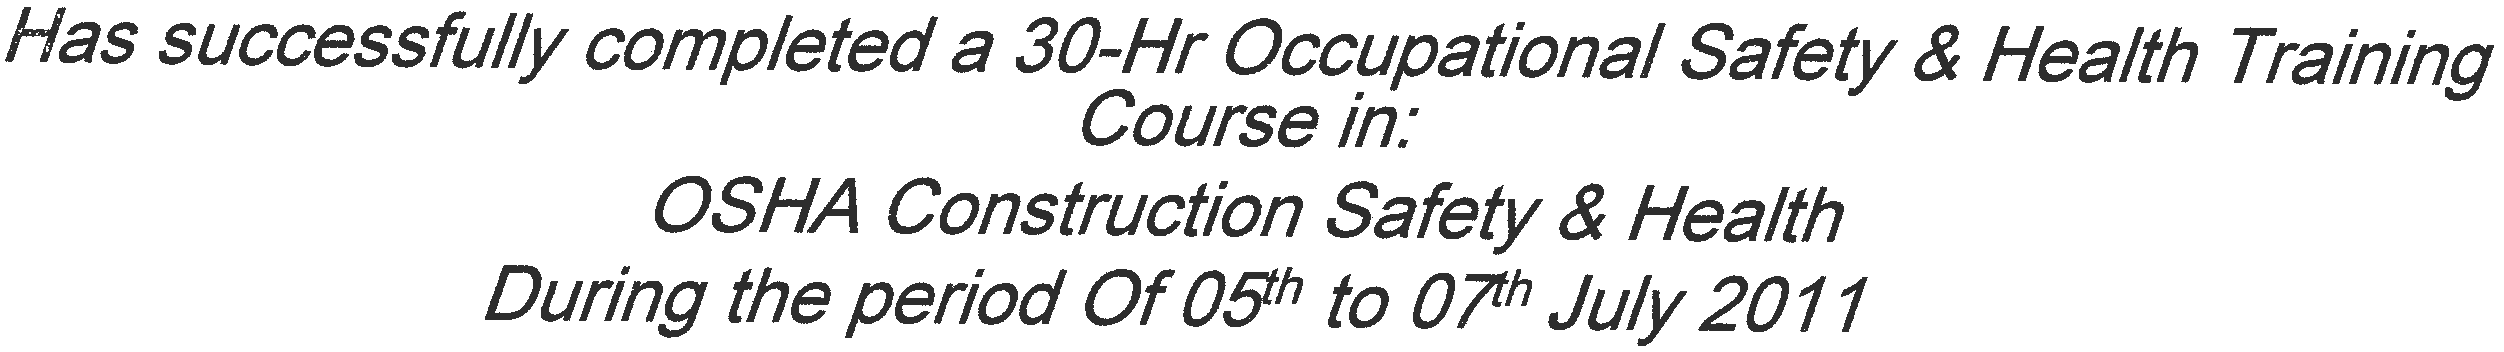 Has successfully completed a 30-Hr Occupational Safety & Health Training
Course in:
OSHA Construction Safety & Health
During the period Of 05th to 07th July 2011